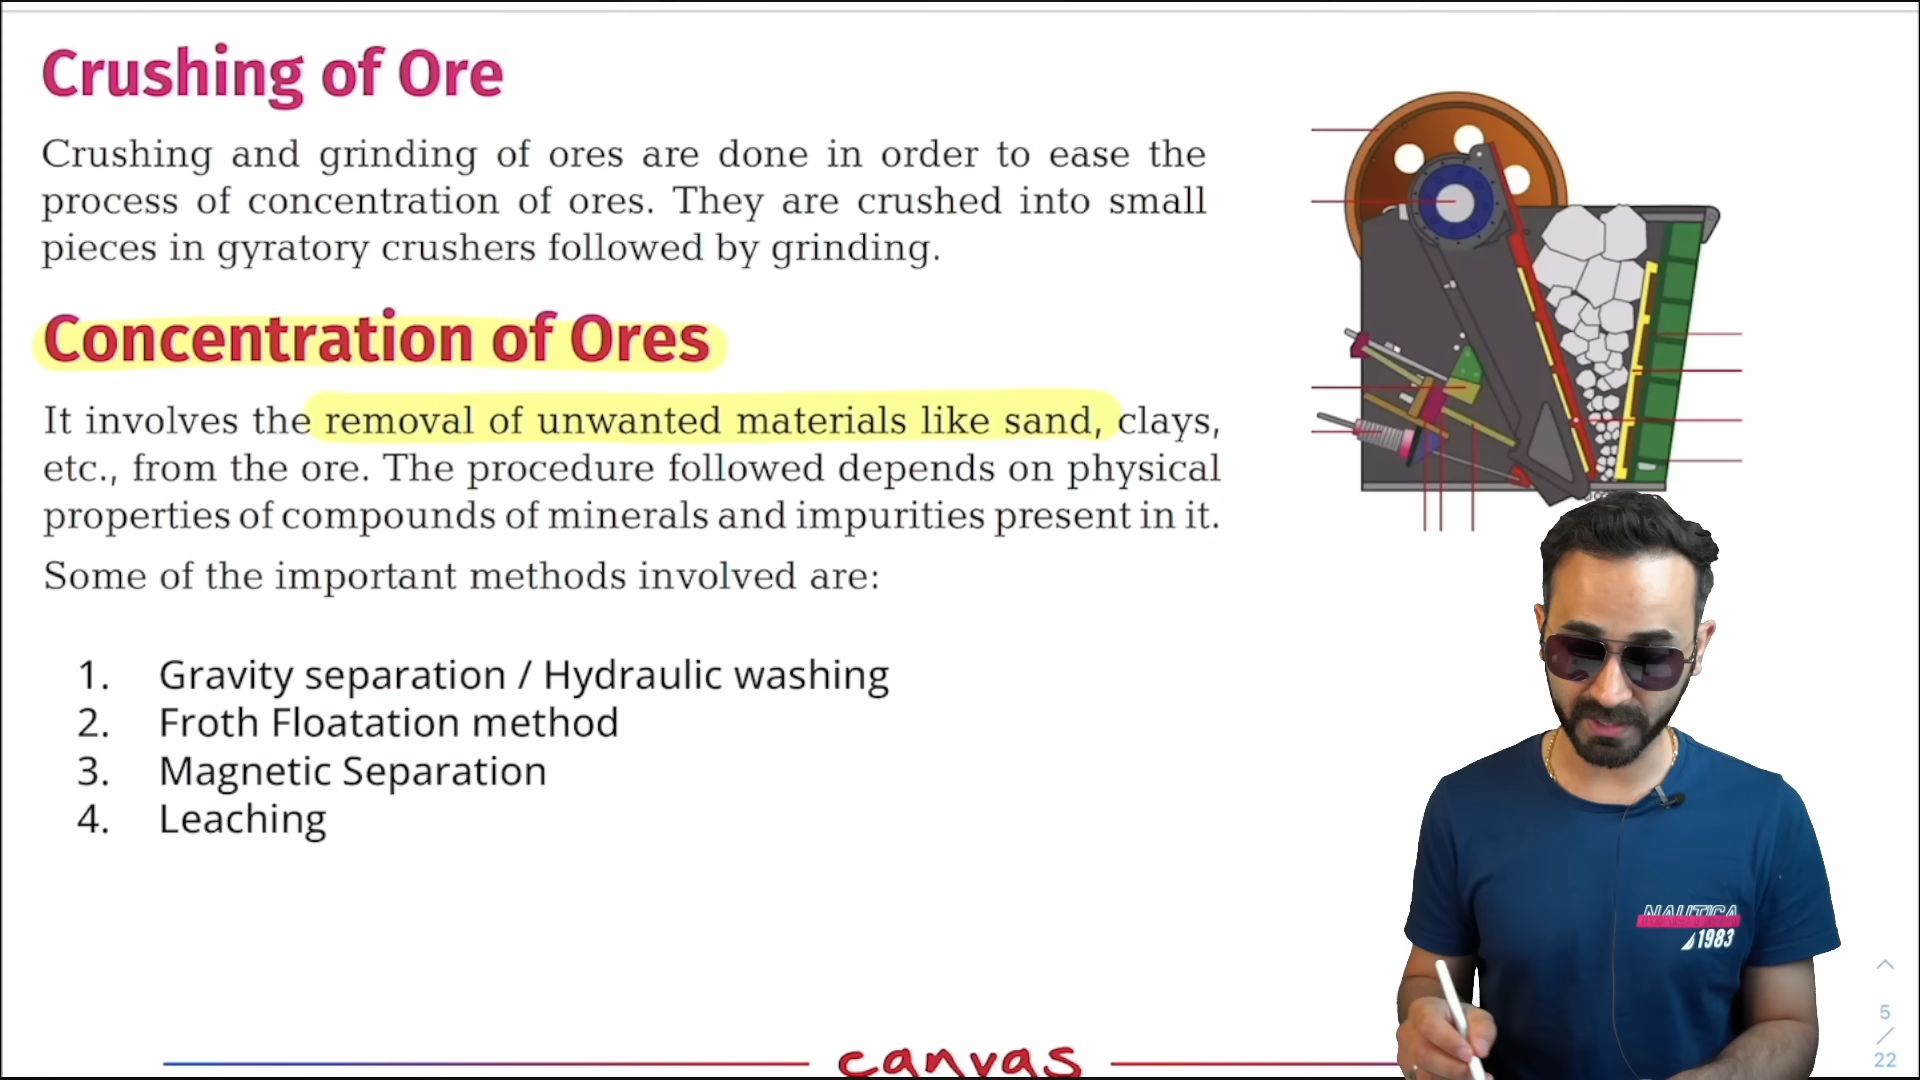 Crushing of Ore
Crushing and grinding of ores are done in order to ease the
process of concentration of ores. They are crushed into small
pieces in gyratory crushers followed by grinding.
Concentration of Ores
It involves the removal of unwanted materials like sand, clays,
etc., from the ore. The procedure followed depends on physical
properties of compounds of minerals and impurities present in it.
Some of the important methods involved are:
1. Gravity separation / Hydraulic washing
2. Froth Floatation method
3. Magnetic Separation
4. Leaching
NAUTICA
1983
5
/
22
canvas